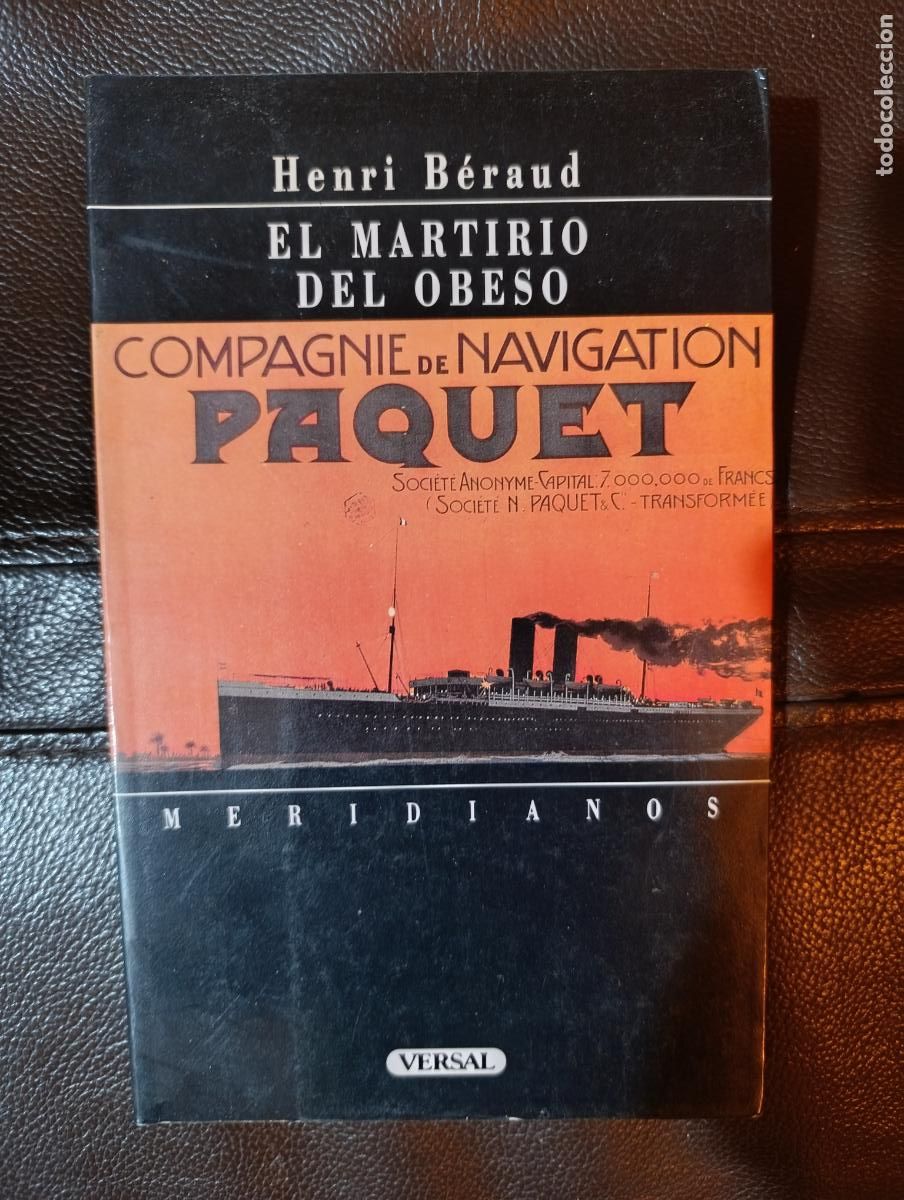 Henri Béraud
EL MARTIRIO
DEL OBESO
COMPAGNIE DE NAVIGATION
PAQUET
SOCIÉTÉ ANONYME-CAPITAL: 7.000,000 DE FRANCS
(SOCIÉTÉ N. PAQUET & Cie - TRANSFORMÉE)
MERIDIANOS
VERSAL
todocoleccion